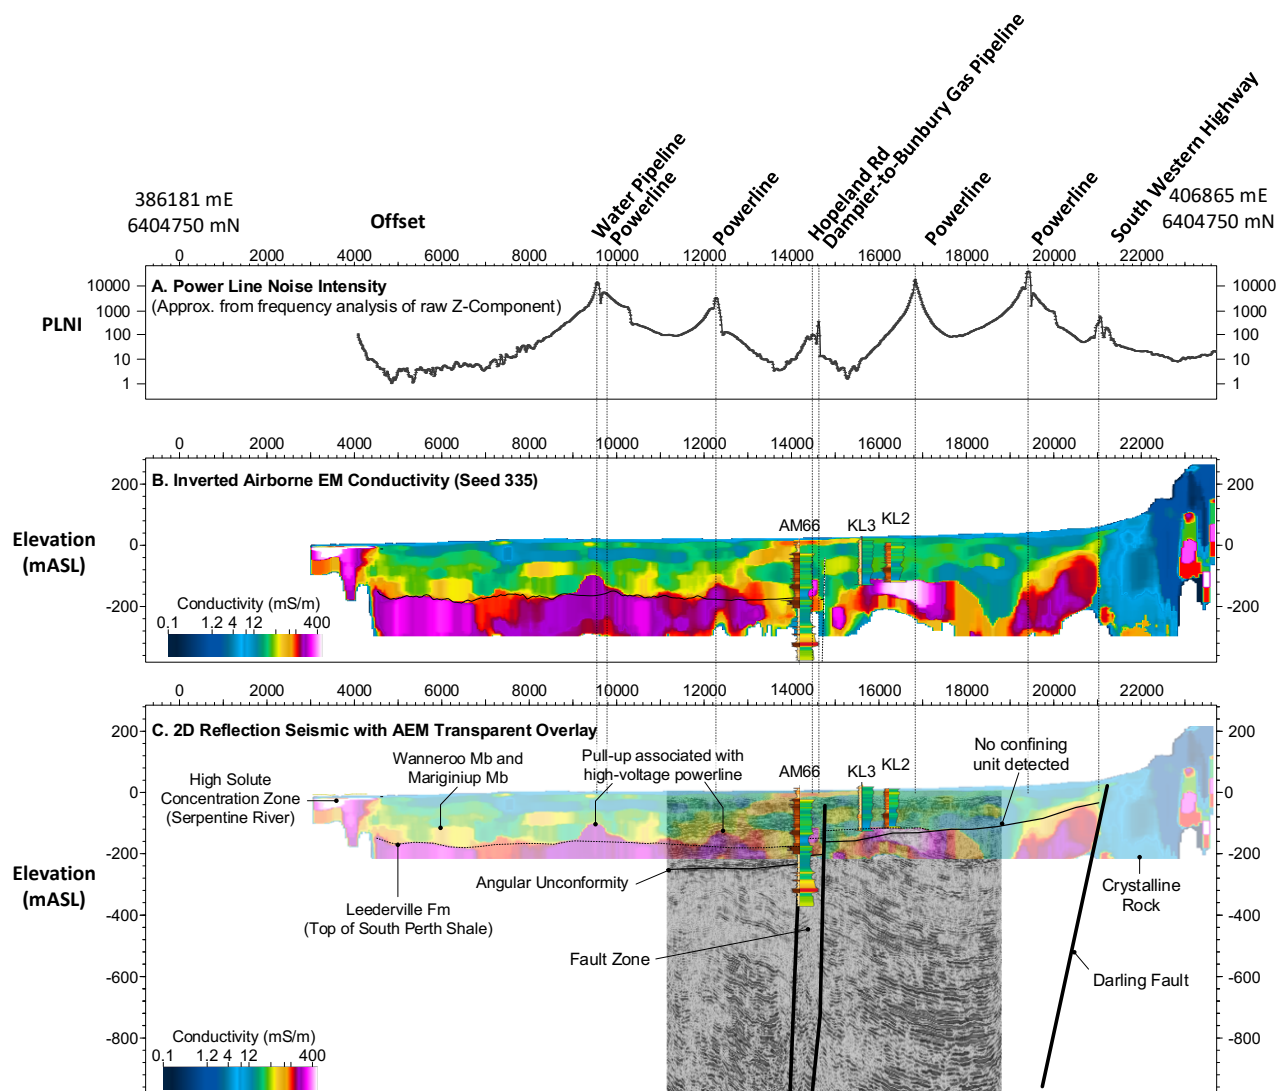 Water Pipeline
Powerline
Powerline
Hopeland Rd
Dampier-to-Bunbury Gas Pipeline
Powerline
Powerline
South Western Highway
386181 mE
6404750 mN
Offset
406865 mE
6404750 mN
0 2000 4000 6000 8000 10000 12000 14000 16000 18000 20000 22000
A. Power Line Noise Intensity
(Approx. from frequency analysis of raw Z-Component)
PLNI
10000 10000
1000 1000
100 100
10 10
1 1
0 2000 4000 6000 8000 10000 12000 14000 16000 18000 20000 22000
B. Inverted Airborne EM Conductivity (Seed 335)
Elevation
(mASL)
200 200
0 0
-200 -200
AM66 KL3 KL2
Conductivity (mS/m)
0.1 1.2 4 12 400
0 2000 4000 6000 8000 10000 12000 14000 16000 18000 20000 22000
C. 2D Reflection Seismic with AEM Transparent Overlay
Elevation
(mASL)
200 200
0 0
-200 -200
-400 -400
-600 -600
-800 -800
High Solute
Concentration Zone
(Serpentine River)
Wanneroo Mb and
Mariginiup Mb
Pull-up associated with
high-voltage powerline
AM66 KL3 KL2
No confining
unit detected
Angular Unconformity
Leederville Fm
(Top of South Perth Shale)
Fault Zone
Crystalline
Rock
Darling Fault
Conductivity (mS/m)
0.1 1.2 4 12 400